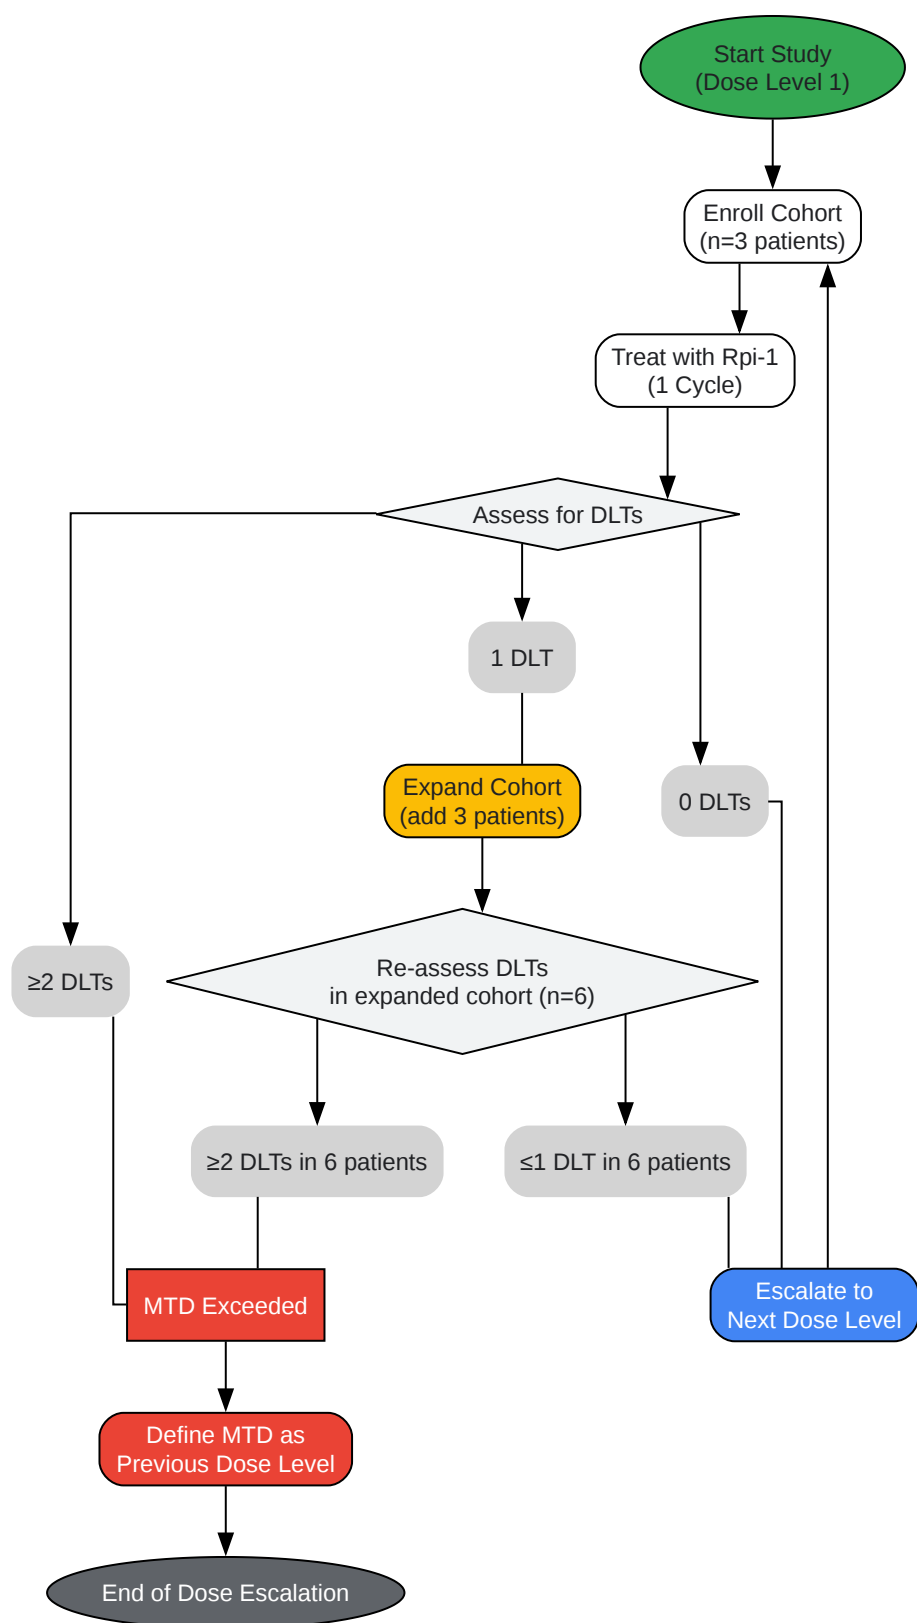 Start Study
(Dose Level 1)
Enroll Cohort
(n=3 patients)
Treat with Rpi-1
(1 Cycle)
Assess for DLTs
1 DLT
Expand Cohort
(add 3 patients)
0 DLTs
≥2 DLTs
Re-assess DLTs
in expanded cohort (n=6)
≥2 DLTs in 6 patients
≤1 DLT in 6 patients
MTD Exceeded
Escalate to
Next Dose Level
Define MTD as
Previous Dose Level
End of Dose Escalation